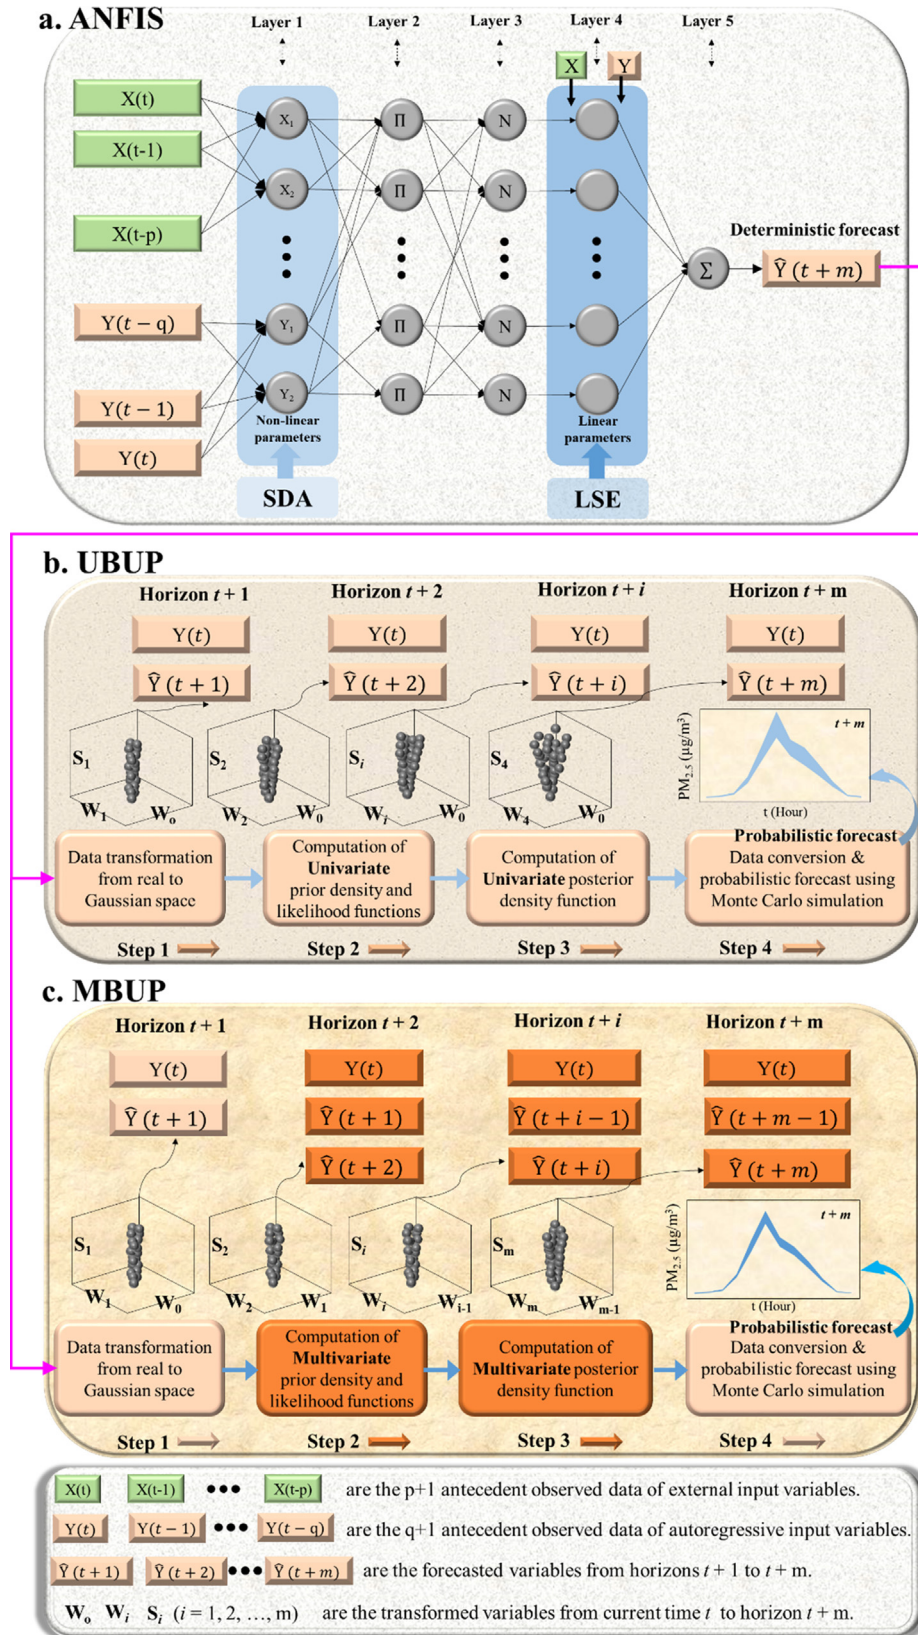 a. ANFIS
Layer 1 Layer 2 Layer 3 Layer 4 Layer 5
X Y
X(t)
X(t-1)
X(t-p)
Y(t − q)
Y(t − 1)
Y(t)
X₁ Π N
X₂ Π N
Y₁ Π N
Y₂ Π N
Σ
Deterministic forecast
Ŷ (t + m)
Non-linear parameters
Linear parameters
SDA
LSE
b. UBUP
Horizon t + 1 Horizon t + 2 Horizon t + i Horizon t + m
Y(t) Y(t) Y(t) Y(t)
Ŷ (t + 1) Ŷ (t + 2) Ŷ (t + i) Ŷ (t + m)
S₁ W₁ Wₒ
S₂ W₂ W₀
Sᵢ Wᵢ W₀
S₄ W₄ W₀
PM₂.₅ (µg/m³)
t + m
t (Hour)
Probabilistic forecast
Data transformation
from real to
Gaussian space
Computation of
Univariate
prior density and
likelihood functions
Computation of
Univariate posterior
density function
Data conversion &
probabilistic forecast using
Monte Carlo simulation
Step 1 Step 2 Step 3 Step 4
c. MBUP
Horizon t + 1 Horizon t + 2 Horizon t + i Horizon t + m
Y(t) Y(t) Y(t) Y(t)
Ŷ (t + 1) Ŷ (t + 1) Ŷ (t + i − 1) Ŷ (t + m − 1)
Ŷ (t + 2) Ŷ (t + i) Ŷ (t + m)
S₁ W₁ W₀
S₂ W₂ W₁
Sᵢ Wᵢ Wᵢ₋₁
Sₘ Wₘ Wₘ₋₁
PM₂.₅ (µg/m³)
t + m
t (Hour)
Probabilistic forecast
Data transformation
from real to
Gaussian space
Computation of
Multivariate
prior density and
likelihood functions
Computation of
Multivariate posterior
density function
Data conversion &
probabilistic forecast using
Monte Carlo simulation
Step 1 Step 2 Step 3 Step 4
X(t) X(t-1) ••• X(t-p) are the p+1 antecedent observed data of external input variables.
Y(t) Y(t − 1) ••• Y(t − q) are the q+1 antecedent observed data of autoregressive input variables.
Ŷ (t + 1) Ŷ (t + 2) ••• Ŷ (t + m) are the forecasted variables from horizons t + 1 to t + m.
Wₒ Wᵢ Sᵢ (i = 1, 2, …, m) are the transformed variables from current time t to horizon t + m.